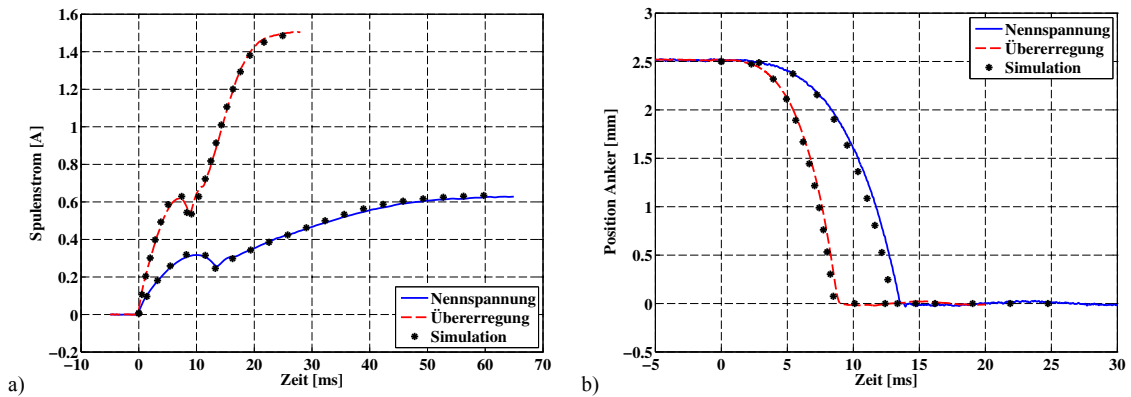 1.6
1.4
1.2
1
0.8
0.6
0.4
0.2
0
−0.2
−10 0 10 20 30 40 50 60 70
Spulenstrom [A]
Zeit [ms]
Nennspannung
Übererregung
Simulation
a)
3
2.5
2
1.5
1
0.5
0
−0.5
−5 0 5 10 15 20 25 30
Position Anker [mm]
Zeit [ms]
Nennspannung
Übererregung
Simulation
b)